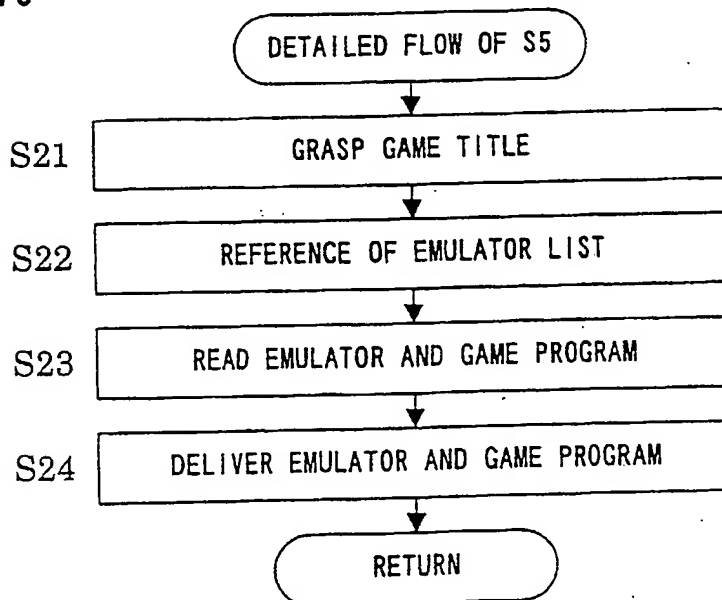 DETAILED FLOW OF S5
S21 GRASP GAME TITLE
S22 REFERENCE OF EMULATOR LIST
S23 READ EMULATOR AND GAME PROGRAM
S24 DELIVER EMULATOR AND GAME PROGRAM
RETURN